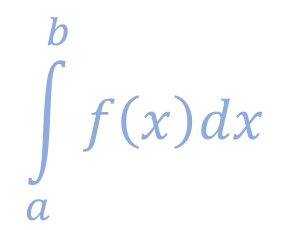 b
∫ f(x)dx
a